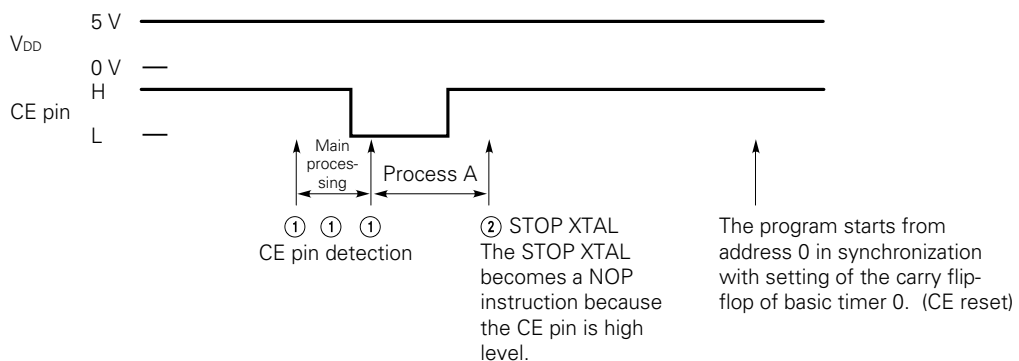 5 V
VDD
0 V
H
CE pin
L
Main
proces-
sing
Process A
① ① ①
CE pin detection
② STOP XTAL
The STOP XTAL
becomes a NOP
instruction because
the CE pin is high
level.
The program starts from
address 0 in synchronization
with setting of the carry flip-
flop of basic timer 0. (CE reset)